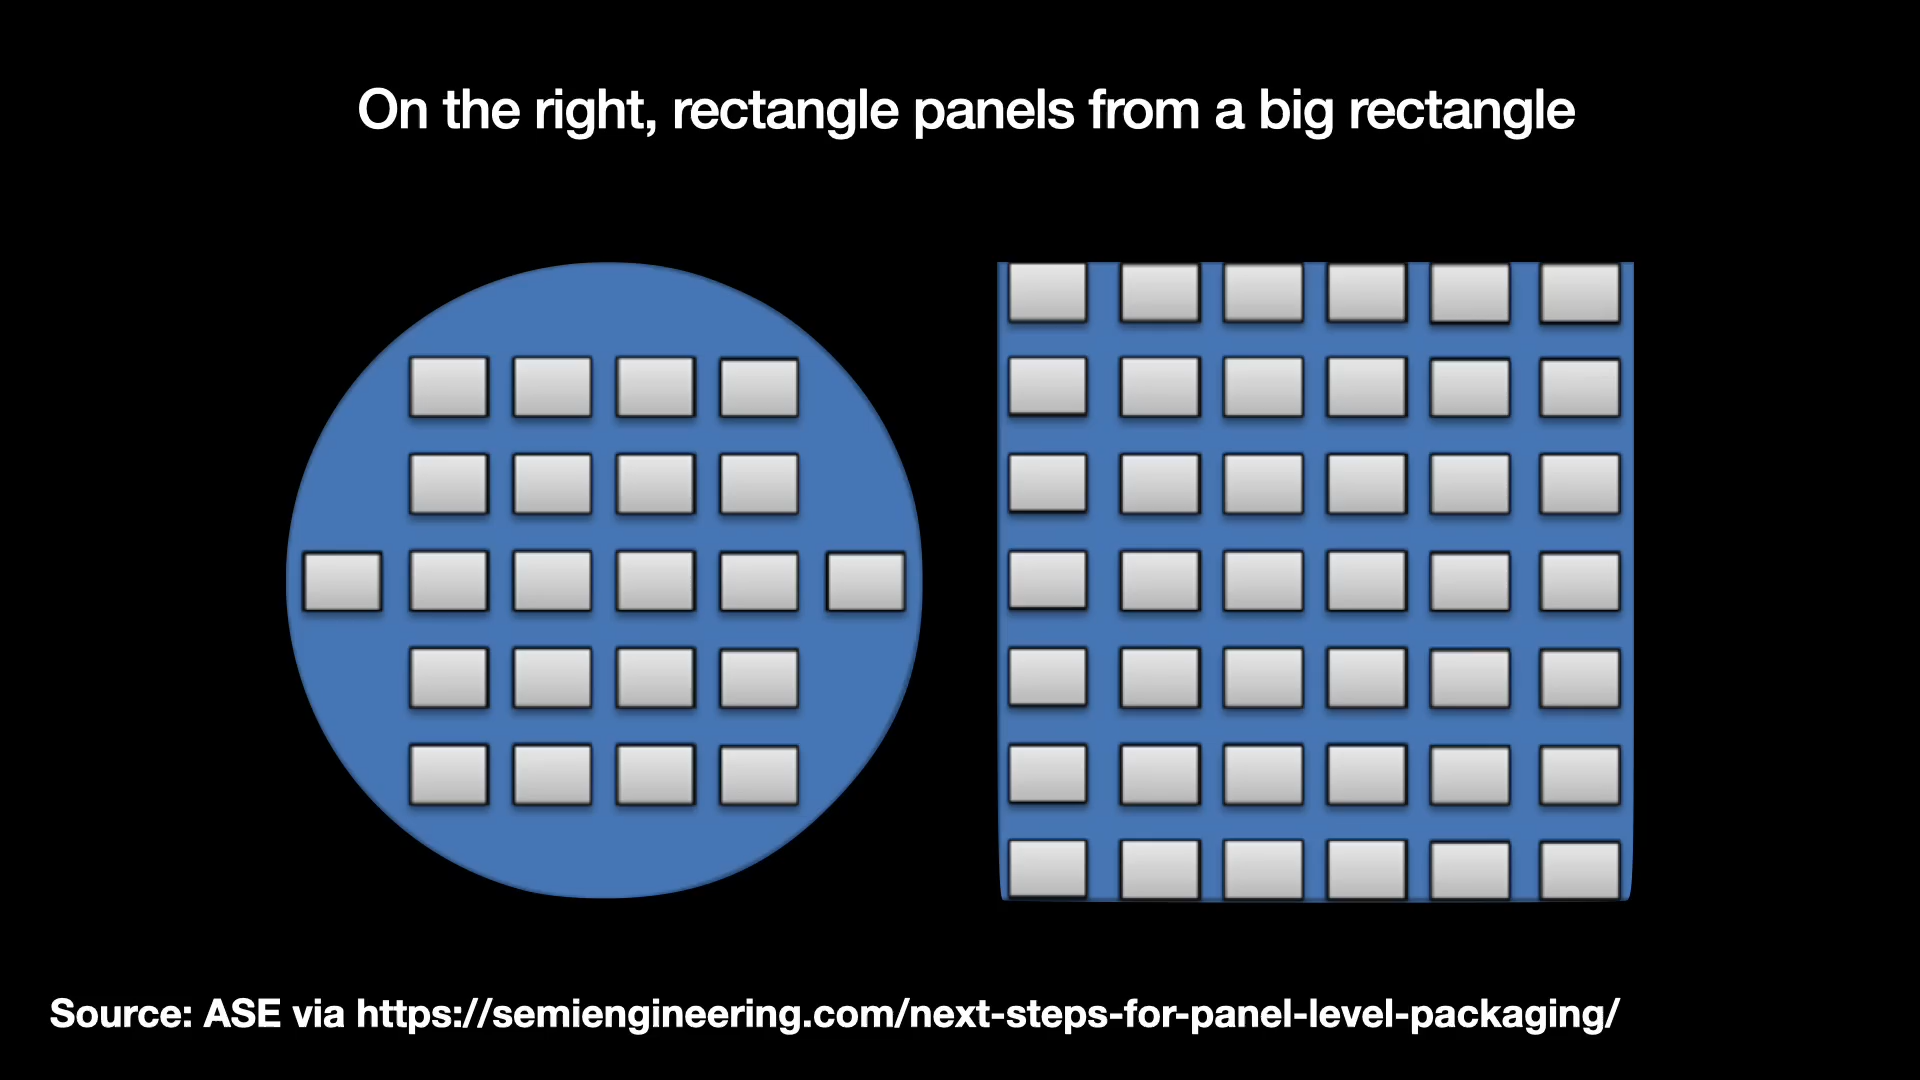 On the right, rectangle panels from a big rectangle
Source: ASE via https://semiengineering.com/next-steps-for-panel-level-packaging/